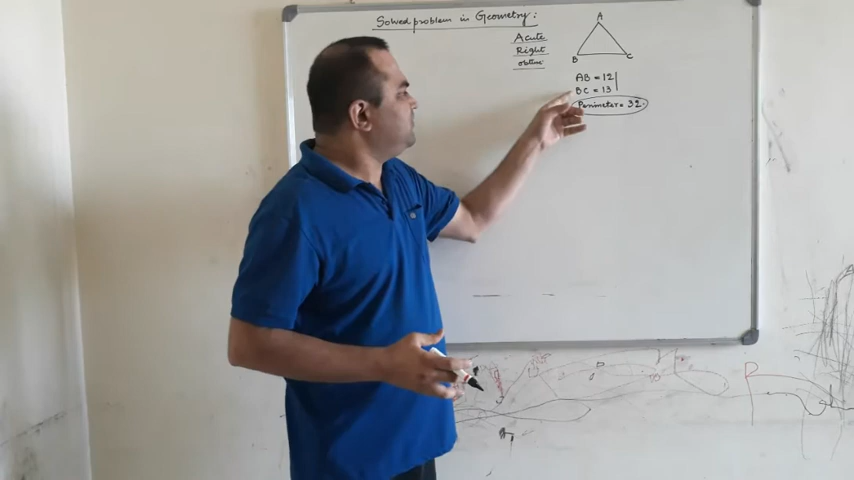 Solved problem in Geometry:
Acute
Right
obtuse
A
B
C
AB = 12
BC = 13
Perimeter = 32.